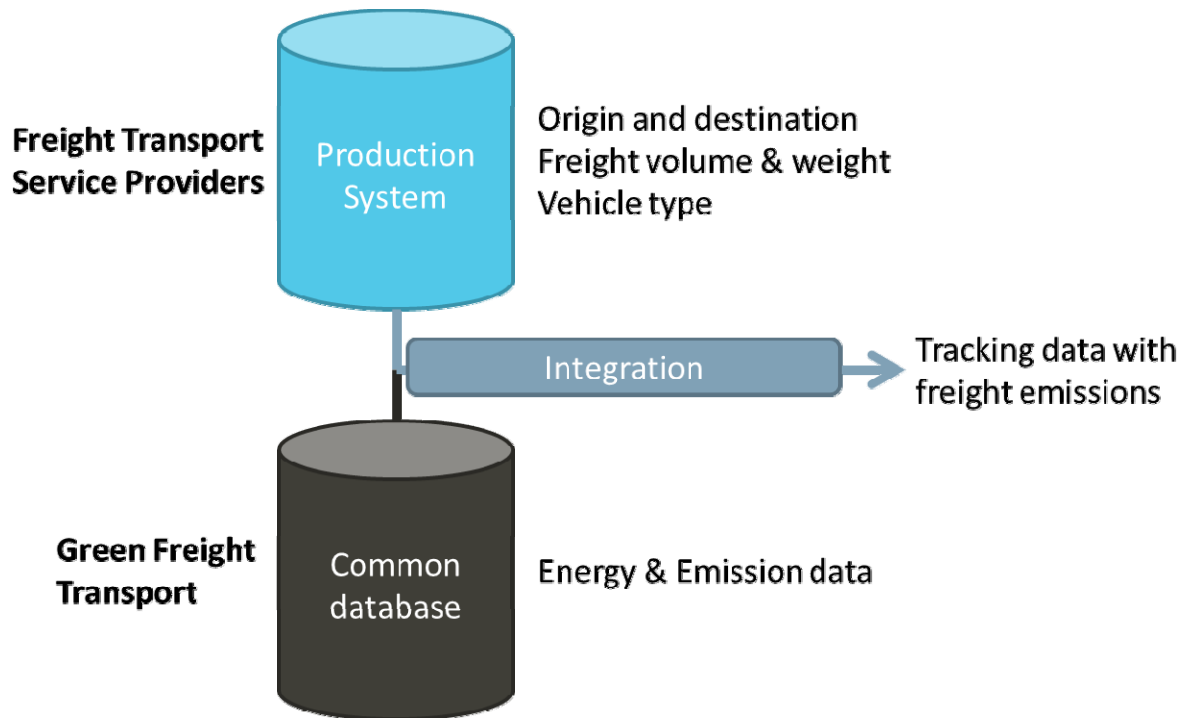 Freight Transport
Service Providers
Production
System
Origin and destination
Freight volume & weight
Vehicle type
Integration
Tracking data with
freight emissions
Green Freight
Transport
Common
database
Energy & Emission data